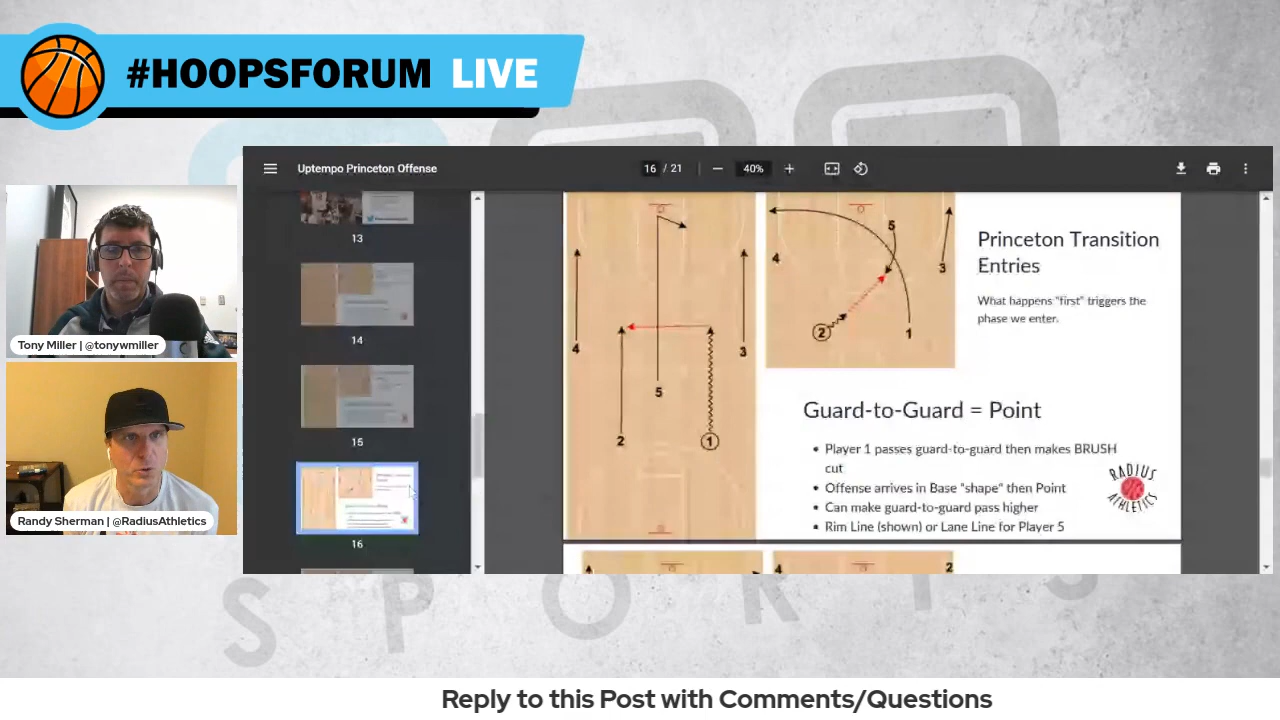 #HOOPSFORUM LIVE
Uptempo Princeton Offense
16 / 21
40%
Tony Miller | @tonywmiller
Randy Sherman | @RadiusAthletics
13
14
15
16
4
3
5
2
1
5
4
3
2
1
Princeton Transition
Entries
What happens "first" triggers the
phase we enter.
Guard-to-Guard = Point
Player 1 passes guard-to-guard then makes BRUSH
cut
Offense arrives in Base "shape" then Point
Can make guard-to-guard pass higher
Rim Line (shown) or Lane Line for Player 5
RADIUS
ATHLETICS
4
2
SPORTS
Reply to this Post with Comments/Questions